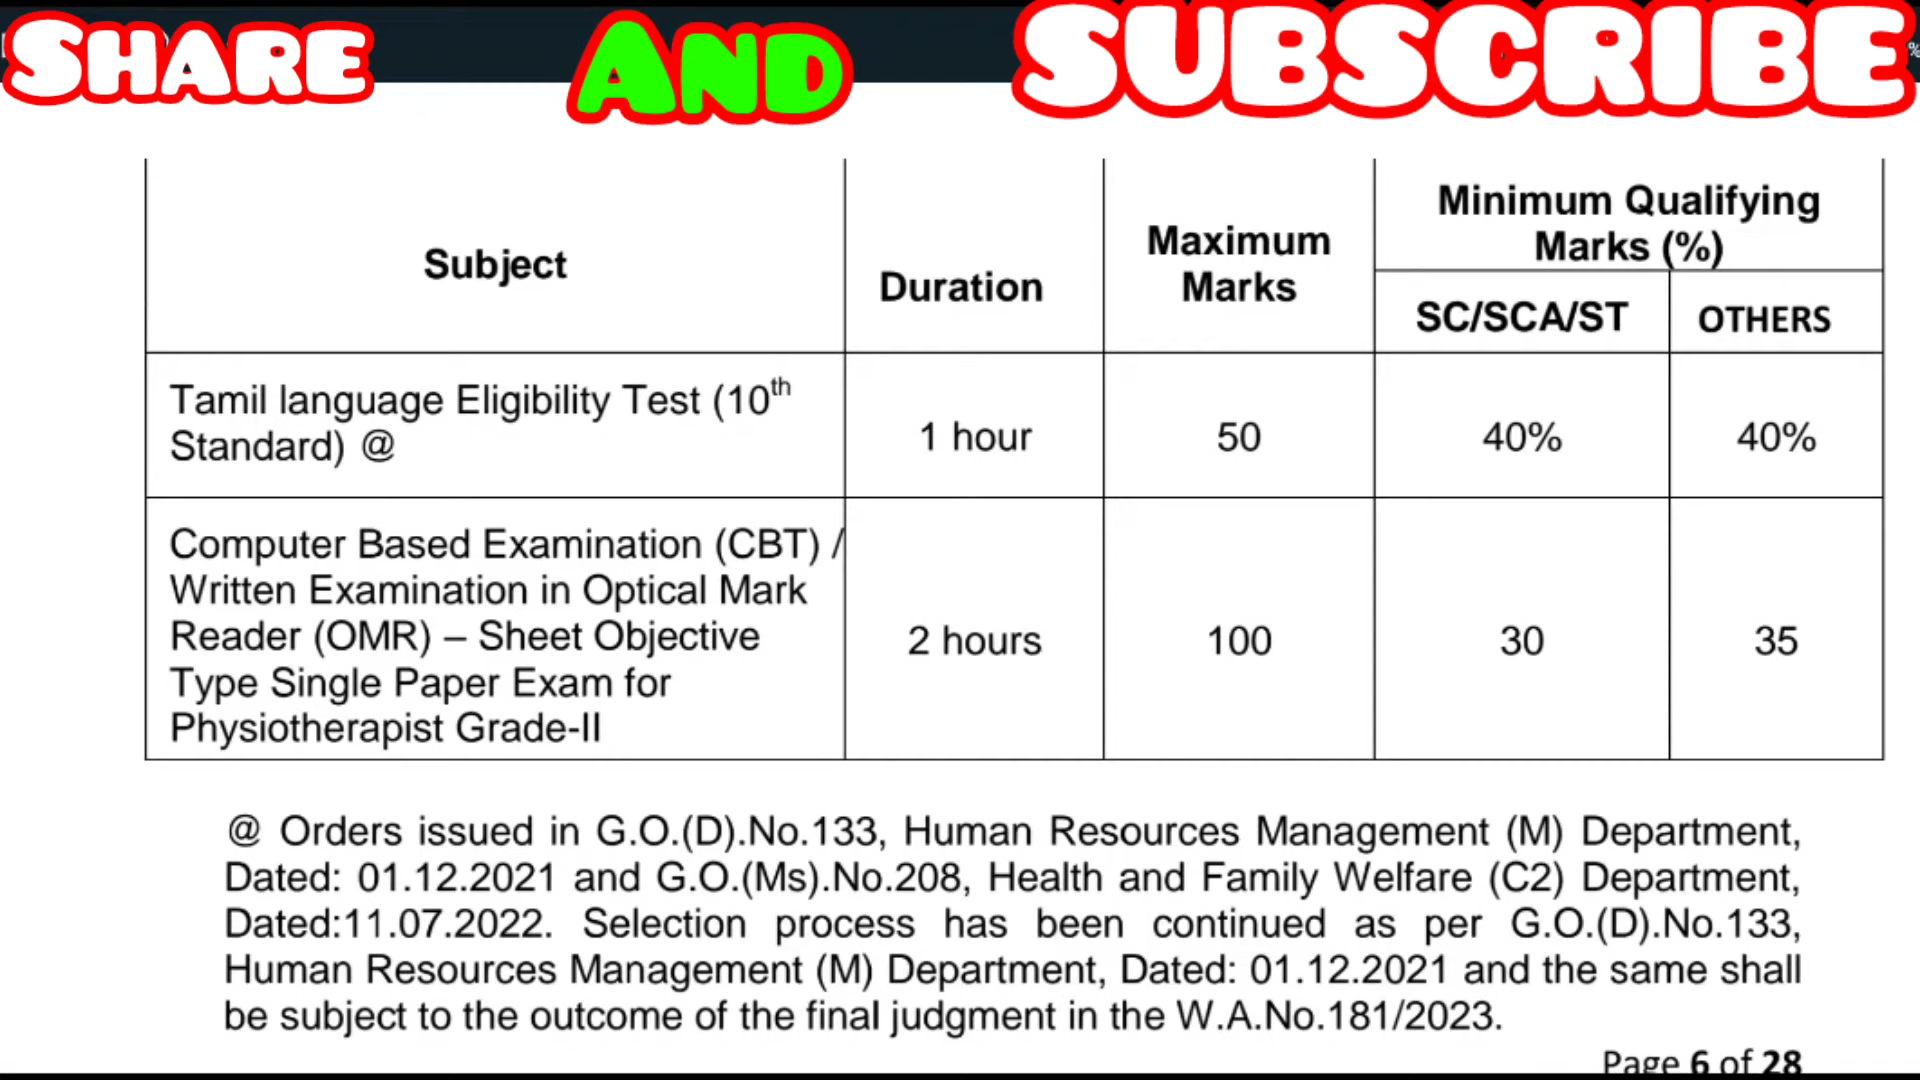 SHARE AND SUBSCRIBE
%
Minimum Qualifying
Marks (%)
Subject
Duration
Maximum
Marks
SC/SCA/ST
OTHERS
Tamil language Eligibility Test (10th
Standard) @
1 hour
50
40%
40%
Computer Based Examination (CBT) /
Written Examination in Optical Mark
Reader (OMR) – Sheet Objective
Type Single Paper Exam for
Physiotherapist Grade-II
2 hours
100
30
35
@ Orders issued in G.O.(D).No.133, Human Resources Management (M) Department,
Dated: 01.12.2021 and G.O.(Ms).No.208, Health and Family Welfare (C2) Department,
Dated:11.07.2022. Selection process has been continued as per G.O.(D).No.133,
Human Resources Management (M) Department, Dated: 01.12.2021 and the same shall
be subject to the outcome of the final judgment in the W.A.No.181/2023.
Page 6 of 28